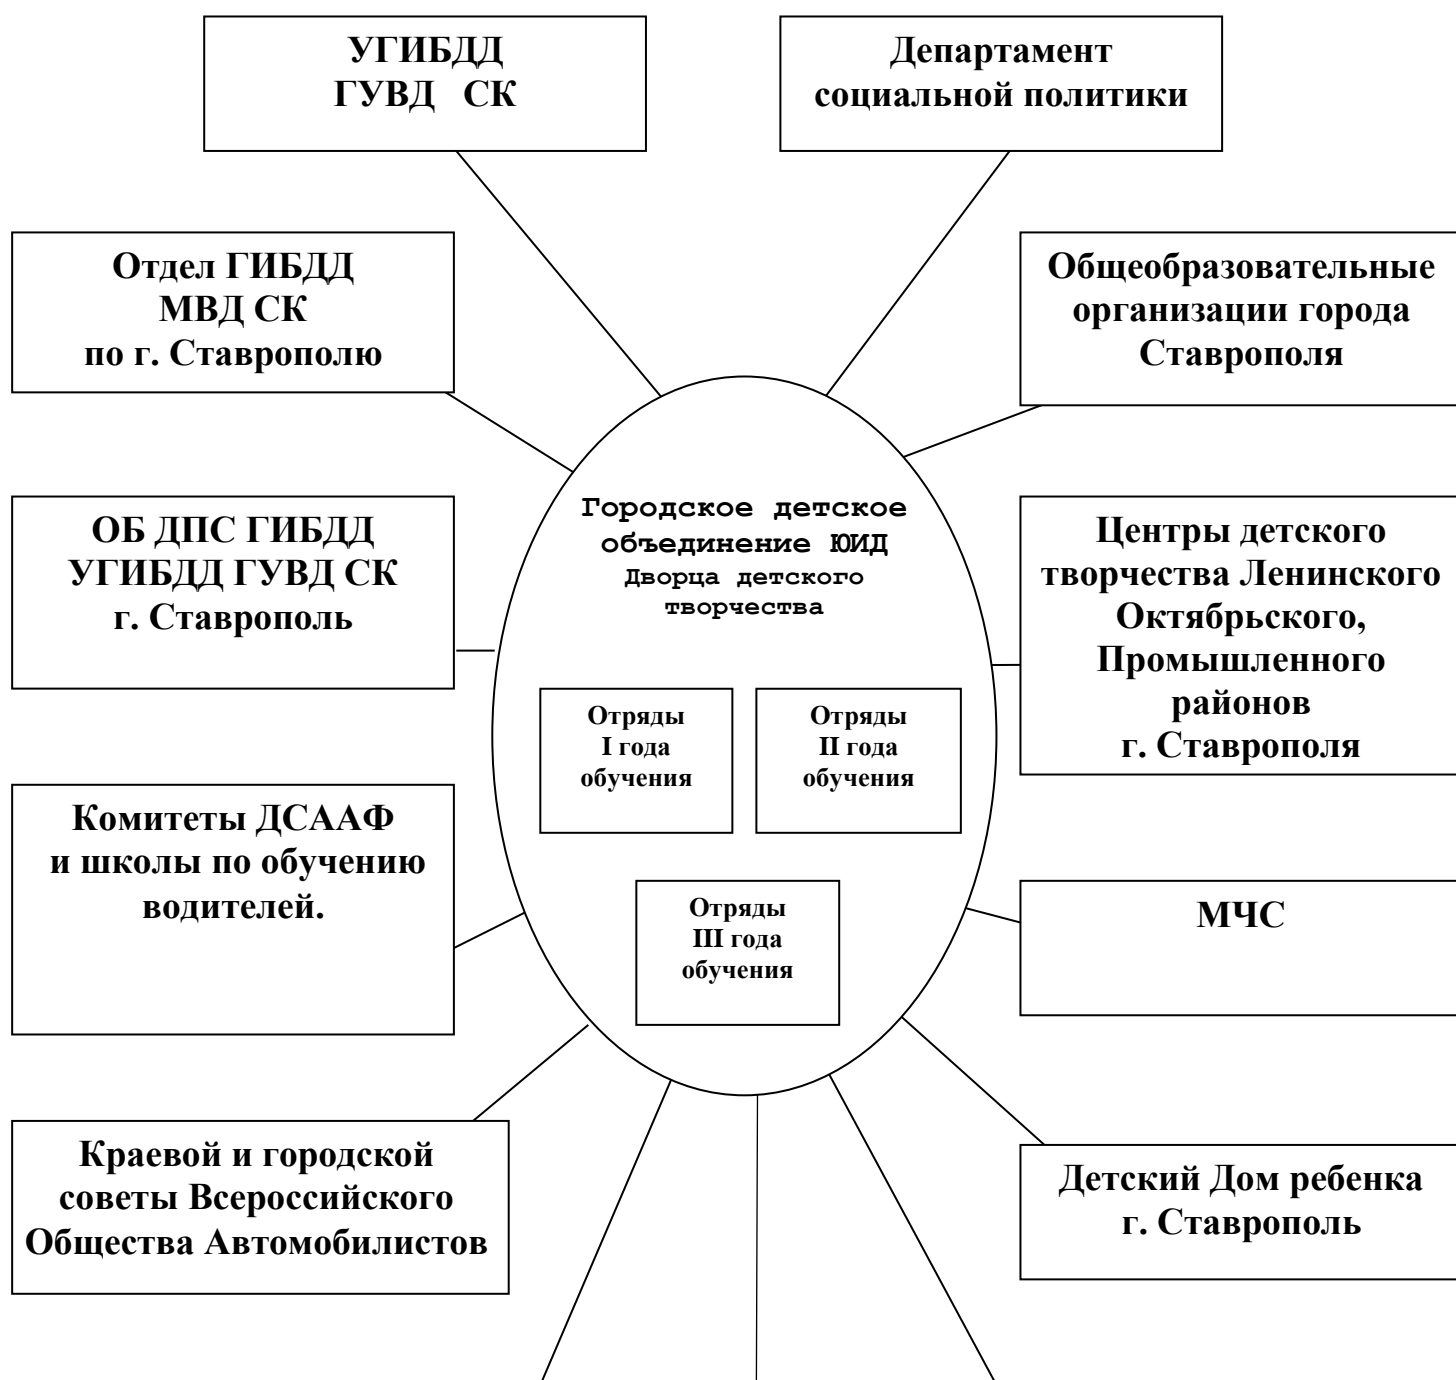 УГИБДД
ГУВД СК
Департамент
социальной политики
Отдел ГИБДД
МВД СК
по г. Ставрополю
Общеобразовательные
организации города
Ставрополя
ОБ ДПС ГИБДД
УГИБДД ГУВД СК
г. Ставрополь
Городское детское
объединение ЮИД
Дворца детского
творчества
Центры детского
творчества Ленинского
Октябрьского,
Промышленного
районов
г. Ставрополя
Отряды
I года
обучения
Отряды
II года
обучения
Комитеты ДСААФ
и школы по обучению
водителей.
Отряды
III года
обучения
МЧС
Краевой и городской
советы Всероссийского
Общества Автомобилистов
Детский Дом ребенка
г. Ставрополь